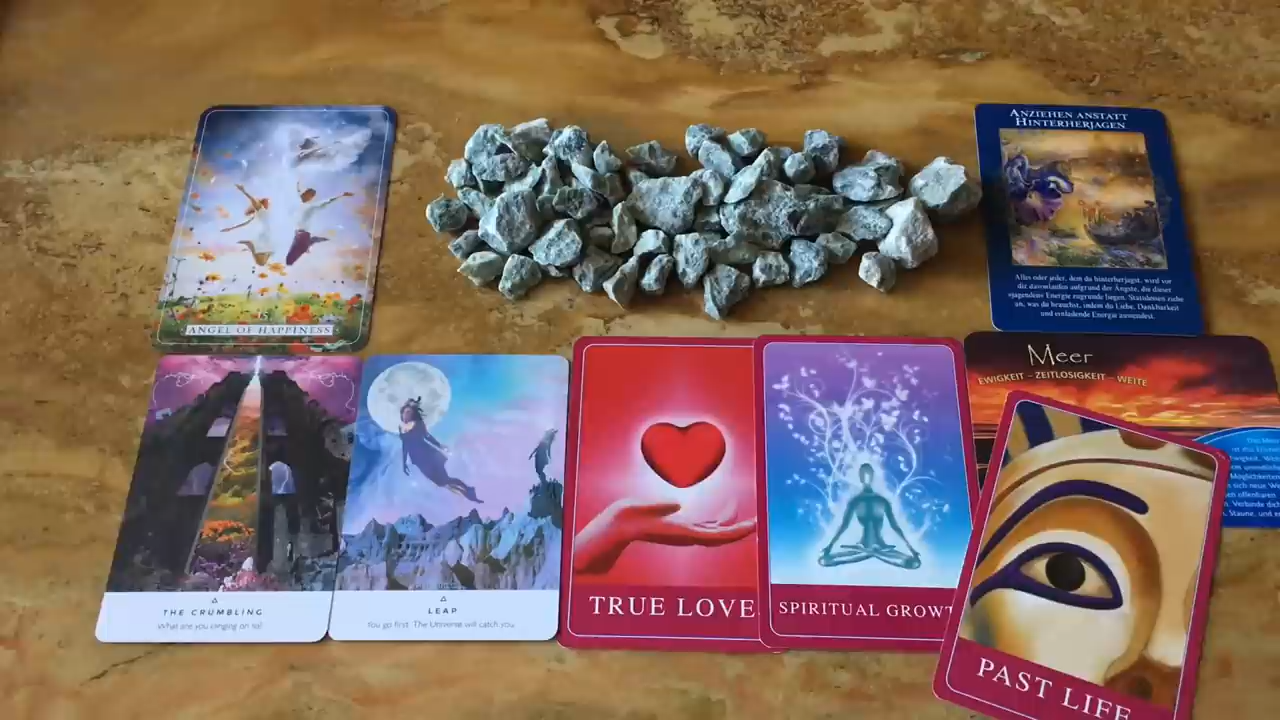 ANGEL OF HAPPINESS
ANZIEHEN ANSTATT
HINTERHERJAGEN
Alles oder jeder, dem du hinterherjagst, wird vor
dir davonlaufen aufgrund der Ängste, die dieser
«jagenden» Energie zugrunde liegen. Stattdessen ziehe
an, was du brauchst, indem du Liebe, Dankbarkeit
und einladende Energie aussendest.
THE CRUMBLING
What are you clinging on to?
LEAP
You go first. The Universe will catch you.
TRUE LOVE
SPIRITUAL GROWT
Meer
EWIGKEIT – ZEITLOSIGKEIT – WEITE
PAST LIFE